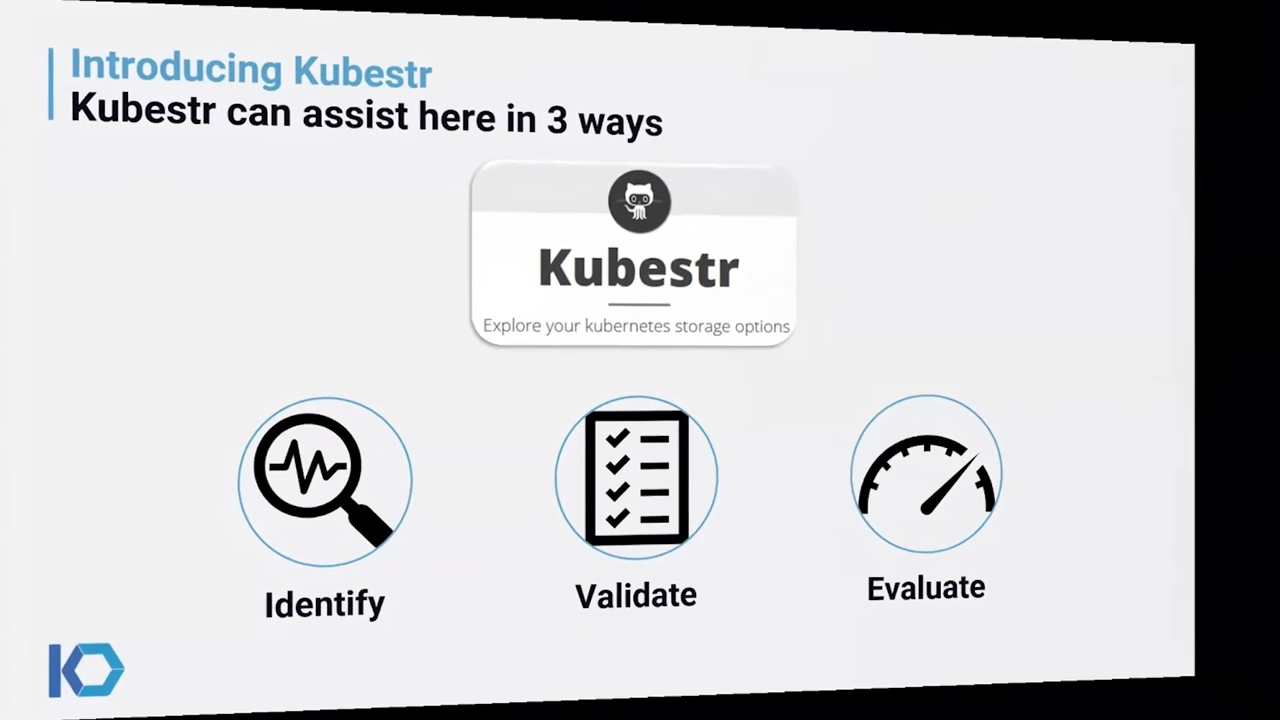 Introducing Kubestr
Kubestr can assist here in 3 ways
Kubestr
Explore your kubernetes storage options
Identify
Validate
Evaluate